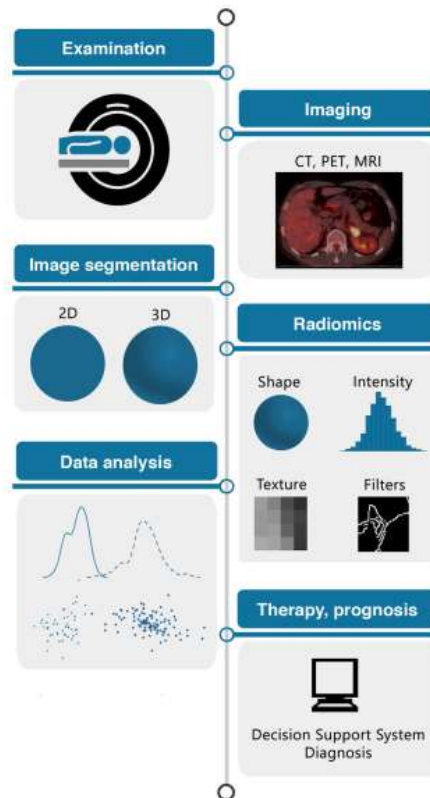 Examination
Imaging
CT, PET, MRI
Image segmentation
2D 3D
Radiomics
Shape Intensity
Texture Filters
Data analysis
Therapy, prognosis
Decision Support System
Diagnosis